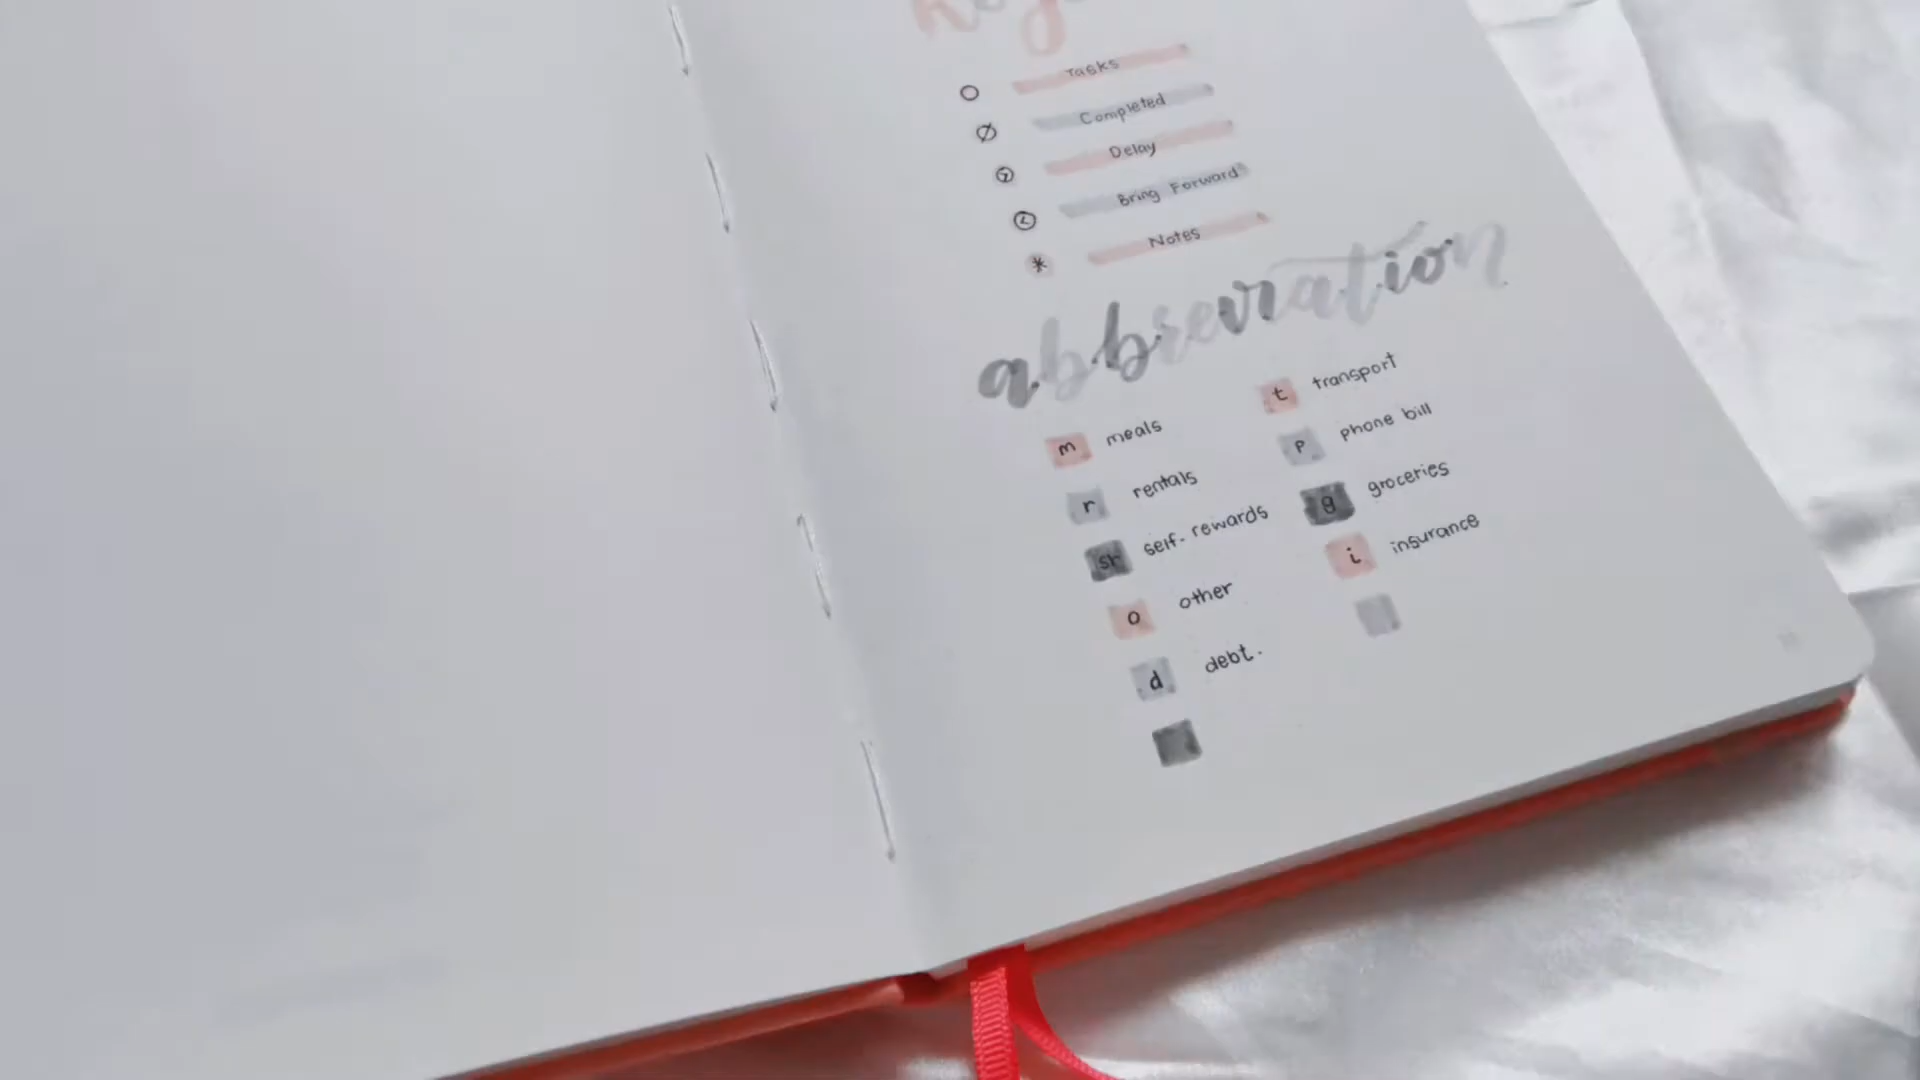 Tasks
Completed
Delay
Bring Forward
* Notes
abbreviation
m meals
r rentals
sr self-rewards
o other
d debt.
t transport
p phone bill
g groceries
i insurance